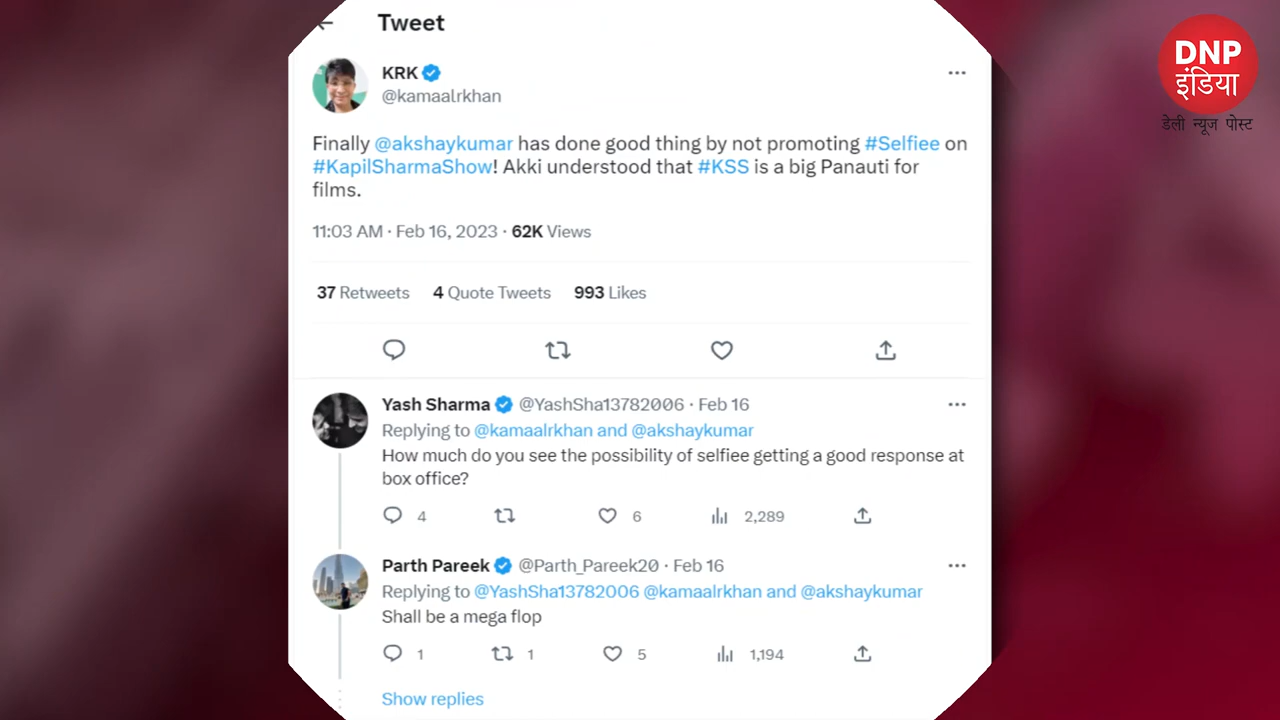 Tweet
DNP
इंडिया
डेली न्यूज पोस्ट
KRK
@kamaalrkhan
Finally @akshaykumar has done good thing by not promoting #Selfiee on
#KapilSharmaShow! Akki understood that #KSS is a big Panauti for
films.
11:03 AM · Feb 16, 2023 · 62K Views
37 Retweets 4 Quote Tweets 993 Likes
Yash Sharma @YashSha13782006 · Feb 16
Replying to @kamaalrkhan and @akshaykumar
How much do you see the possibility of selfiee getting a good response at
box office?
4 6 2,289
Parth Pareek @Parth_Pareek20 · Feb 16
Replying to @YashSha13782006 @kamaalrkhan and @akshaykumar
Shall be a mega flop
1 1 5 1,194
Show replies